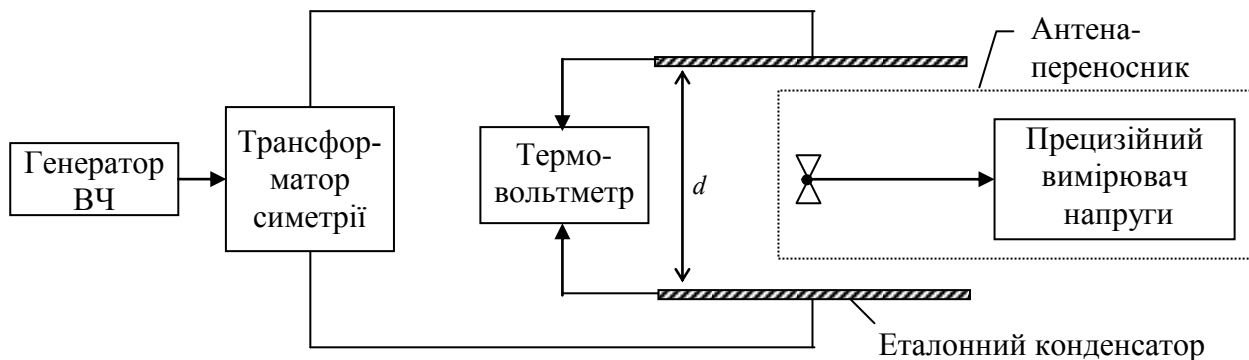 Антена-
переносник
Генератор
ВЧ
Трансфор-
матор
симетрії
Термо-
вольтметр
d
Прецизійний
вимірювач
напруги
Еталонний конденсатор